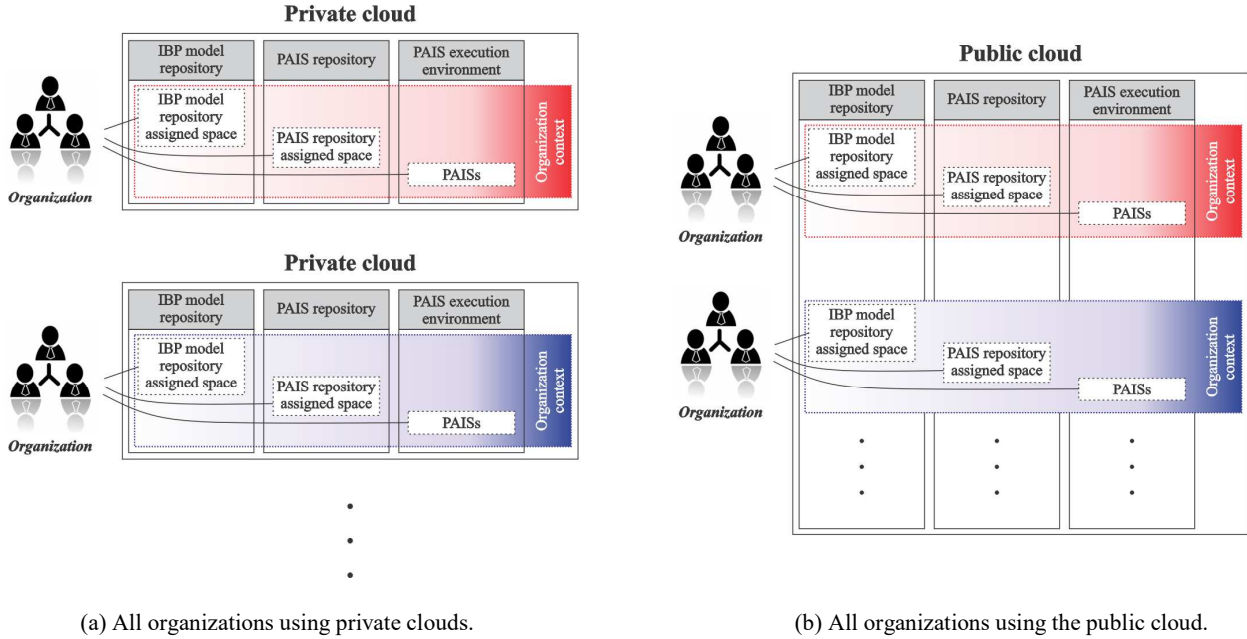 Private cloud
IBP model
repository
PAIS repository
PAIS execution
environment
IBP model
repository
assigned space
PAIS repository
assigned space
PAISs
Organization
context
Organization
Private cloud
IBP model
repository
PAIS repository
PAIS execution
environment
IBP model
repository
assigned space
PAIS repository
assigned space
PAISs
Organization
context
Organization
(a) All organizations using private clouds.
Public cloud
IBP model
repository
PAIS repository
PAIS execution
environment
IBP model
repository
assigned space
PAIS repository
assigned space
PAISs
Organization
context
Organization
IBP model
repository
assigned space
PAIS repository
assigned space
PAISs
Organization
context
Organization
(b) All organizations using the public cloud.